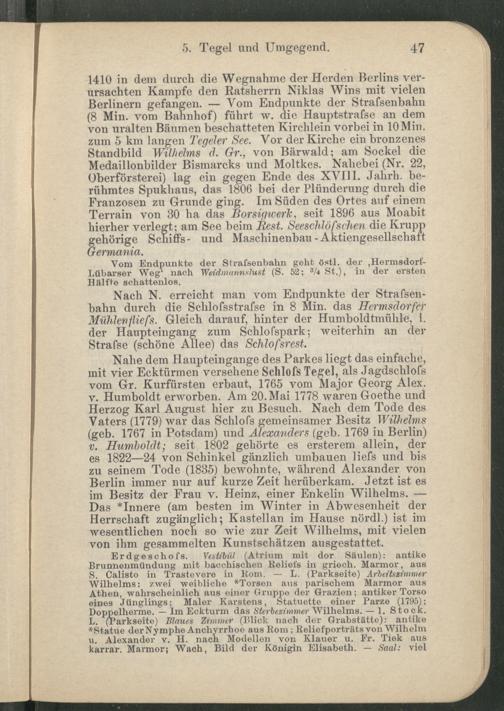 5. Tegel und Umgegend. 47
1410 in dem durch die Wegnahme der Herden Berlins ver-
ursachten Kampfe den Ratsherrn Niklas Wins mit vielen
Berlinern gefangen. — Vom Endpunkte der Straſsenbahn
(8 Min. vom Bahnhof) führt w. die Hauptstraſse an dem
von uralten Bäumen beschatteten Kirchlein vorbei in 10 Min.
zum 5 km langen Tegeler See. Vor der Kirche ein bronzenes
Standbild Wilhelms d. Gr., von Bärwald; am Sockel die
Medaillonbilder Bismarcks und Moltkes. Nahebei (Nr. 22,
Oberförsterei) lag ein gegen Ende des XVIII. Jahrh. be-
rühmtes Spukhaus, das 1806 bei der Plünderung durch die
Franzosen zu Grunde ging. Im Süden des Ortes auf einem
Terrain von 30 ha das Borsigwerk, seit 1896 aus Moabit
hierher verlegt; am See beim Rest. Seeschlöſschen die Krupp
gehörige Schiffs- und Maschinenbau-Aktiengesellschaft
Germania.
Vom Endpunkte der Straſsenbahn geht östl. der ‚Hermsdorf-
Lübarser Weg‘ nach Weidmannslust (S. 52; ³/₄ St.), in der ersten
Hälfte schattenlos.
Nach N. erreicht man vom Endpunkte der Straſsen-
bahn durch die Schloſsstraſse in 8 Min. das Hermsdorfer
Mühlenflieſs. Gleich darauf, hinter der Humboldtmühle, l.
der Haupteingang zum Schloſspark; weiterhin an der
Straſse (schöne Allee) das Schloſsrest.
Nahe dem Haupteingange des Parkes liegt das einfache,
mit vier Ecktürmen versehene Schloſs Tegel, als Jagdschloſs
vom Gr. Kurfürsten erbaut, 1765 vom Major Georg Alex.
v. Humboldt erworben. Am 20. Mai 1778 waren Goethe und
Herzog Karl August hier zu Besuch. Nach dem Tode des
Vaters (1779) war das Schloſs gemeinsamer Besitz Wilhelms
(geb. 1767 in Potsdam) und Alexanders (geb. 1769 in Berlin)
v. Humboldt; seit 1802 gehörte es ersterem allein, der
es 1822—24 von Schinkel gänzlich umbauen lieſs und bis
zu seinem Tode (1835) bewohnte, während Alexander von
Berlin immer nur auf kurze Zeit herüberkam. Jetzt ist es
im Besitz der Frau v. Heinz, einer Enkelin Wilhelms. —
Das *Innere (am besten im Winter in Abwesenheit der
Herrschaft zugänglich; Kastellan im Hause nördl.) ist im
wesentlichen noch so wie zur Zeit Wilhelms, mit vielen
von ihm gesammelten Kunstschätzen ausgestattet.
Erdgeschoſs. Vestibül (Atrium mit dor Säulen): antike
Brunnenmündung mit bacchischen Reliefs in griech. Marmor, aus
S. Calisto in Trastevere in Rom. — L. (Parkseite) Arbeitszimmer
Wilhelms: zwei weibliche *Torsen aus parischem Marmor aus
Athen, wahrscheinlich aus einer Gruppe der Grazien; antiker Torso
eines Jünglings; Maler Karstens, Statuette einer Parze (1795);
Doppelherme. — Im Eckturm das Sterbezimmer Wilhelms. — 1. Stock.
L. (Parkseite) Blaues Zimmer (Blick nach der Grabstätte): antike
*Statue der Nymphe Anchyrrhoe aus Rom; Reliefporträts von Wilhelm
u. Alexander v. H. nach Modellen von Klauer u. Fr. Tiek aus
karrar. Marmor; Wach, Bild der Königin Elisabeth. — Saal: viel